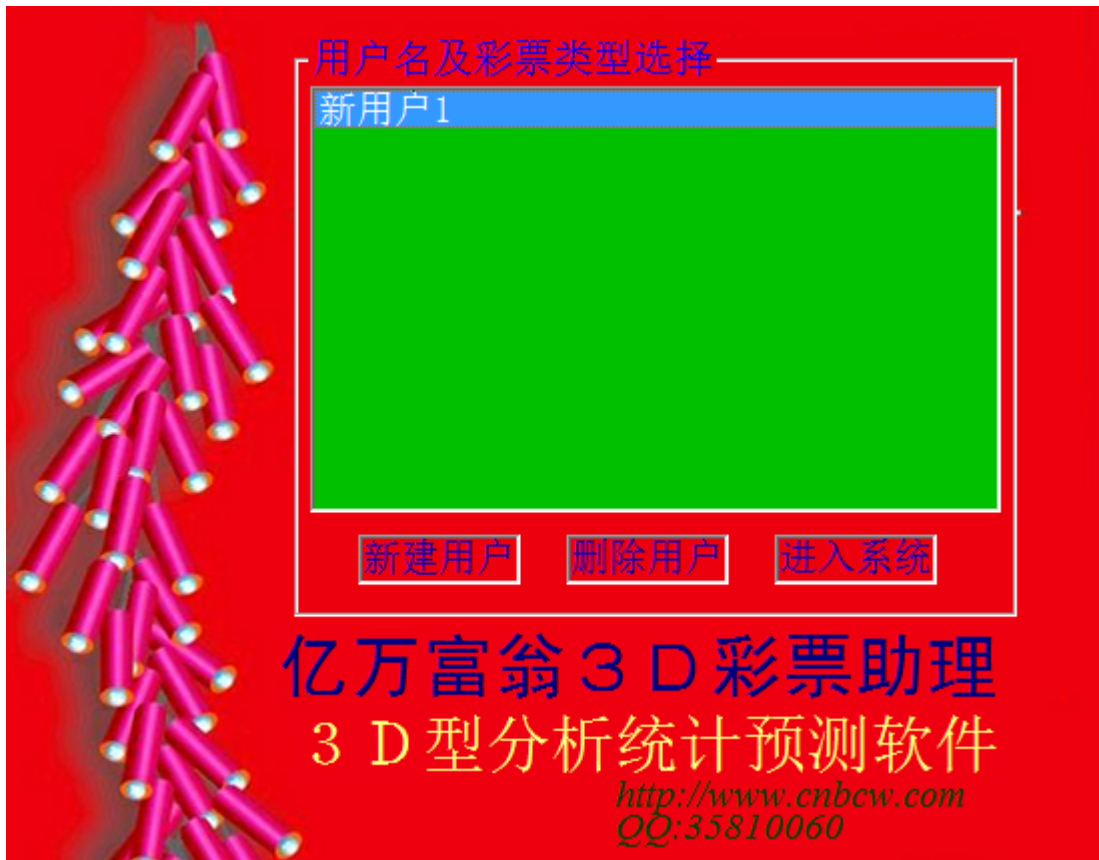 用户名及彩票类型选择
新用户1
新建用户 删除用户 进入系统
亿万富翁３Ｄ彩票助理
３Ｄ型分析统计预测软件
http://www.cnbcw.com
QQ:35810060